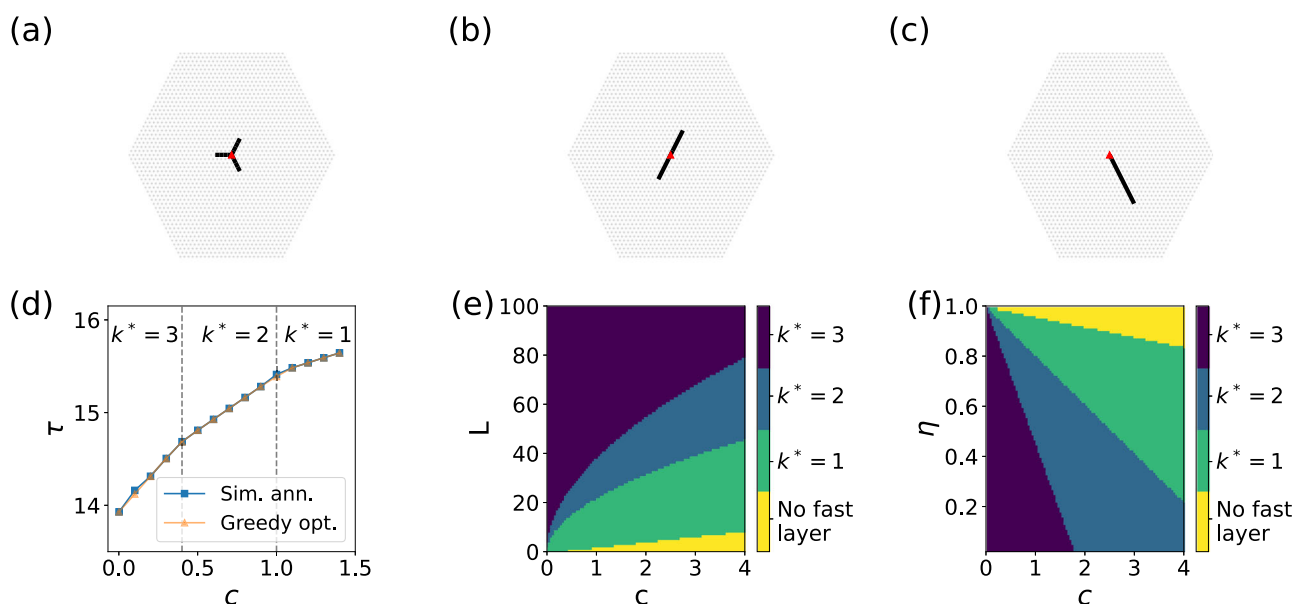 (a)
(b)
(c)
(d)
16
15
14
τ
k* = 3
k* = 2
k* = 1
Sim. ann.
Greedy opt.
0.0
0.5
1.0
1.5
c
(e)
100
80
60
40
20
0
L
0
1
2
3
4
c
k* = 3
k* = 2
k* = 1
No fast
layer
(f)
1.0
0.8
0.6
0.4
0.2
η
0
1
2
3
4
c
k* = 3
k* = 2
k* = 1
No fast
layer